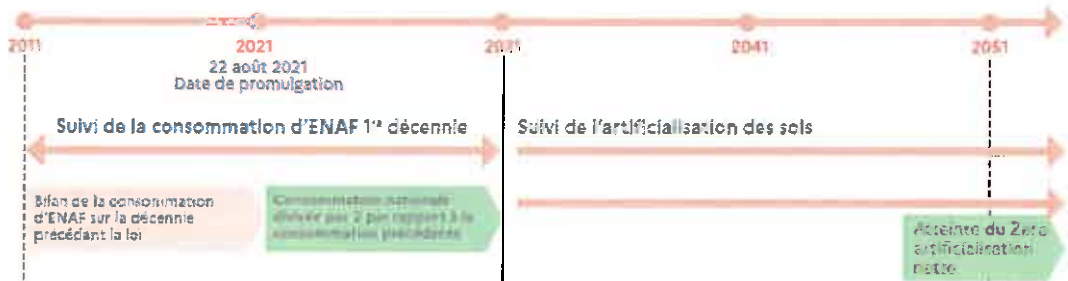 2011
2021
2031
2041
2051
22 août 2021
Date de promulgation
Suivi de la consommation d'ENAF 1re décennie
Suivi de l'artificialisation des sols
Bilan de la consommation
d'ENAF sur la décennie
précédant la loi
Consommation nationale
divisée par 2 par rapport à la
consommation précédente
Atteinte du Zéro
artificialisation
nette